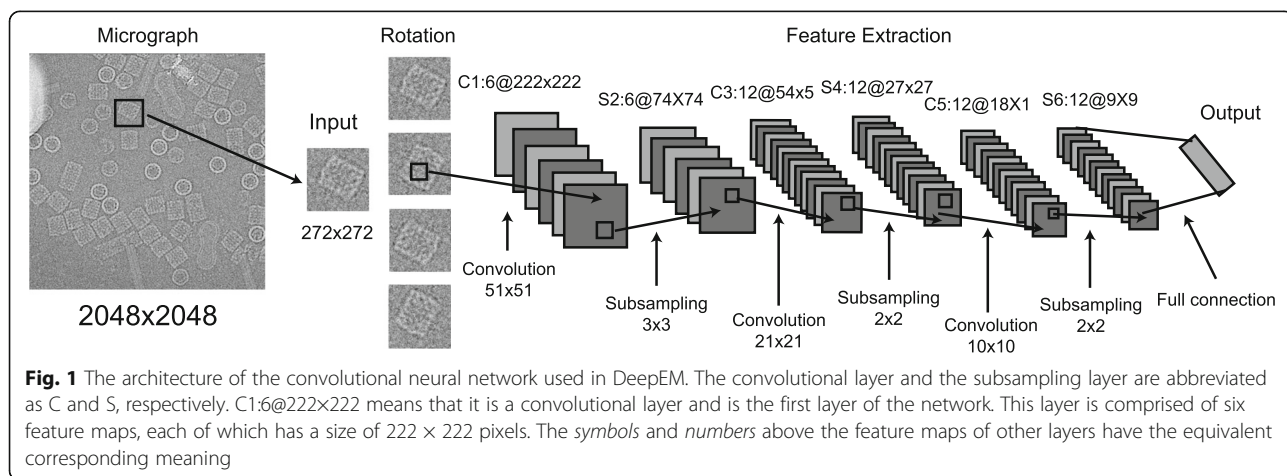 Micrograph
Rotation
Feature Extraction
C1:6@222x222
S2:6@74X74
C3:12@54x5
S4:12@27x27
C5:12@18X1
S6:12@9X9
Input
Output
272x272
2048x2048
Convolution
51x51
Subsampling
3x3
Convolution
21x21
Subsampling
2x2
Convolution
10x10
Subsampling
2x2
Full connection
Fig. 1 The architecture of the convolutional neural network used in DeepEM. The convolutional layer and the subsampling layer are abbreviated
as C and S, respectively. C1:6@222×222 means that it is a convolutional layer and is the first layer of the network. This layer is comprised of six
feature maps, each of which has a size of 222 × 222 pixels. The symbols and numbers above the feature maps of other layers have the equivalent
corresponding meaning